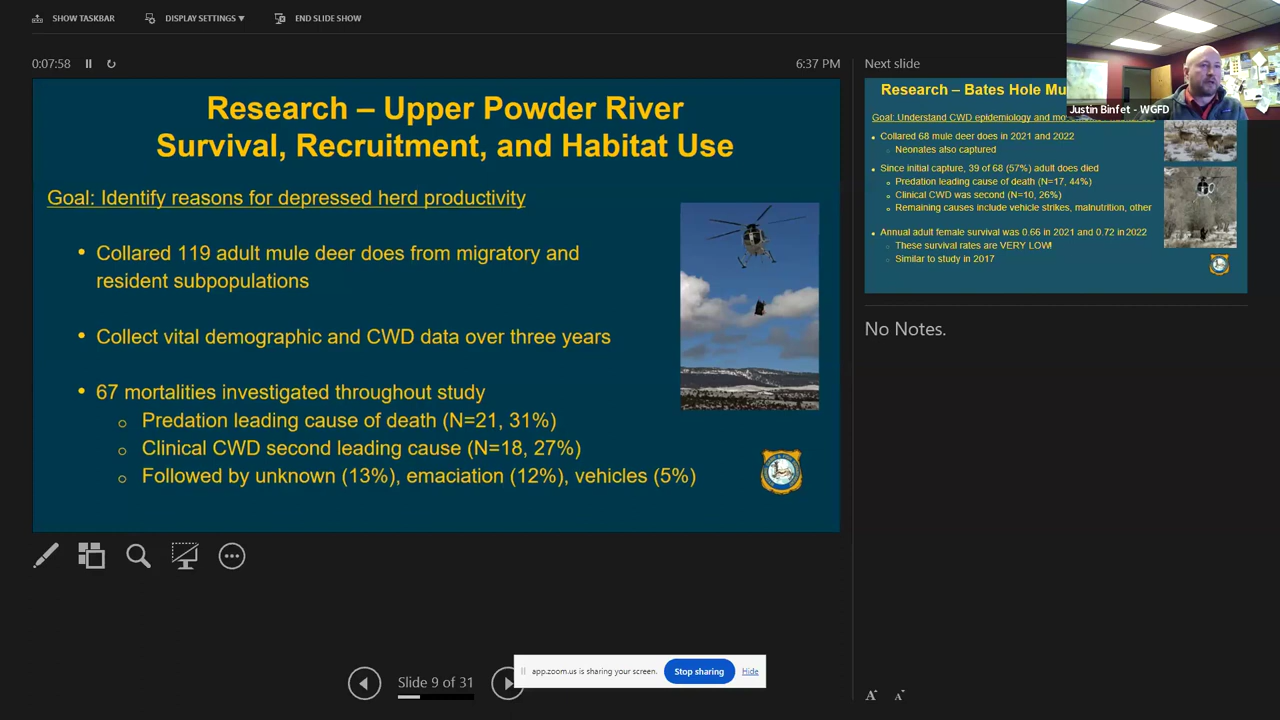 SHOW TASKBAR
DISPLAY SETTINGS ▼
END SLIDE SHOW
0:07:58
6:37 PM
Research – Upper Powder River
Survival, Recruitment, and Habitat Use
Goal: Identify reasons for depressed herd productivity
• Collared 119 adult mule deer does from migratory and
resident subpopulations
• Collect vital demographic and CWD data over three years
• 67 mortalities investigated throughout study
o Predation leading cause of death (N=21, 31%)
o Clinical CWD second leading cause (N=18, 27%)
o Followed by unknown (13%), emaciation (12%), vehicles (5%)
Next slide
Justin Binfet - WGFD
Research – Bates Hole
Goal: Understand CWD epidemiology and
• Collared 68 mule deer does in 2021 and 2022
Neonates also captured
• Since initial capture, 39 of 68 (57%) adult does died
Predation leading cause of death (N=17, 44%)
Clinical CWD was second (N=10, 26%)
Remaining causes include vehicle strikes, malnutrition, other
• Annual adult female survival was 0.66 in 2021 and 0.72 in 2022
These survival rates are VERY LOW!
Similar to study in 2017
No Notes.
Slide 9 of 31
app.zoom.us is sharing your screen.
Stop sharing
Hide
A
A